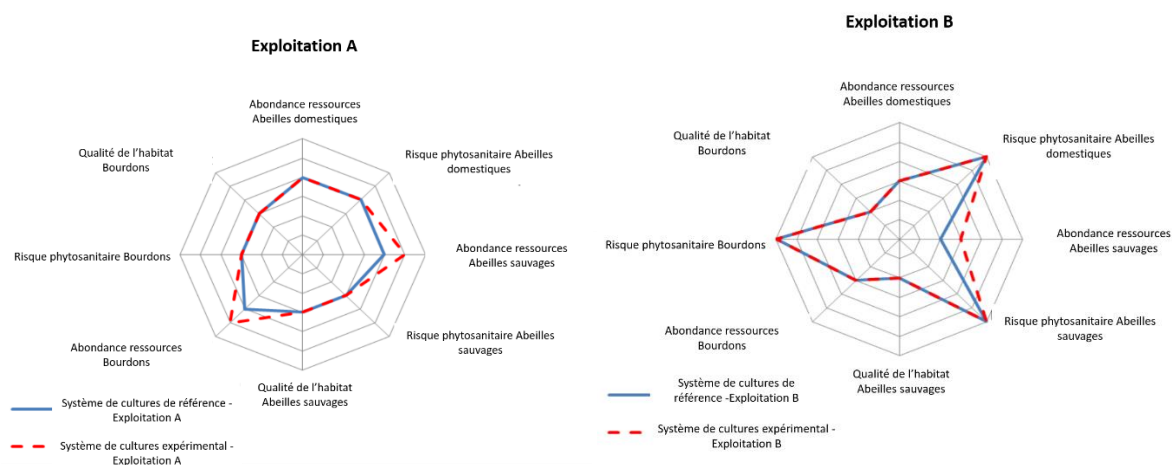 Exploitation A
Abondance ressources
Abeilles domestiques
Qualité de l'habitat
Bourdons
Risque phytosanitaire Abeilles
domestiques
Risque phytosanitaire Bourdons
Abondance ressources
Abeilles sauvages
Abondance ressources
Bourdons
Risque phytosanitaire Abeilles
sauvages
Qualité de l'habitat
Abeilles sauvages
Système de cultures de référence -
Exploitation A
Système de cultures expérimental -
Exploitation A
Exploitation B
Abondance ressources
Abeilles domestiques
Qualité de l'habitat
Bourdons
Risque phytosanitaire Abeilles
domestiques
Risque phytosanitaire Bourdons
Abondance ressources
Abeilles sauvages
Abondance ressources
Bourdons
Risque phytosanitaire Abeilles
sauvages
Qualité de l'habitat
Abeilles sauvages
Système de cultures de
référence -Exploitation B
Système de cultures expérimental -
Exploitation B